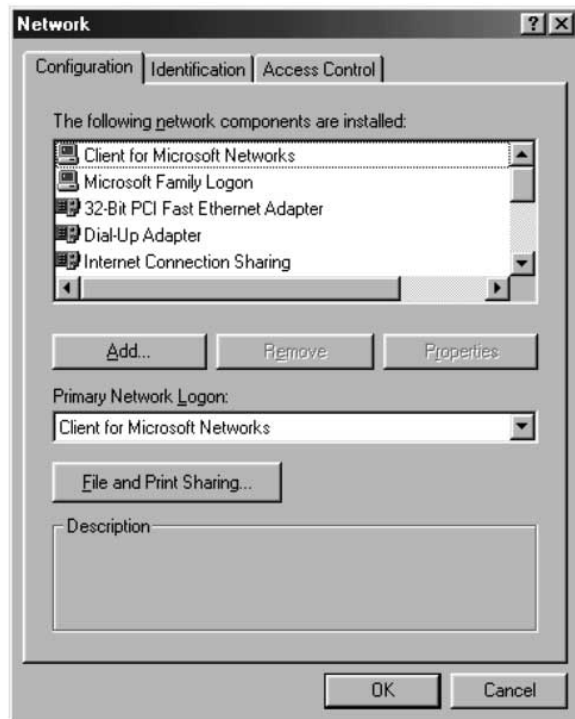 Network
Configuration Identification Access Control
The following network components are installed:
Client for Microsoft Networks
Microsoft Family Logon
32-Bit PCI Fast Ethernet Adapter
Dial-Up Adapter
Internet Connection Sharing
Add... Remove Properties
Primary Network Logon:
Client for Microsoft Networks
File and Print Sharing...
Description
OK Cancel